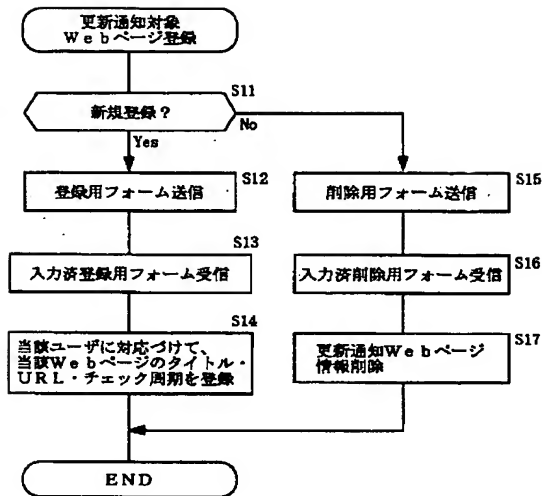 更新通知対象
Ｗｅｂページ登録
S11
新規登録？
No
Yes
登録用フォーム送信
S12
削除用フォーム送信
S15
S13
入力済登録用フォーム受信
S16
入力済削除用フォーム受信
S14
当該ユーザに対応づけて、
当該Ｗｅｂページのタイトル・
ＵＲＬ・チェック周期を登録
S17
更新通知Ｗｅｂページ
情報削除
ＥＮＤ